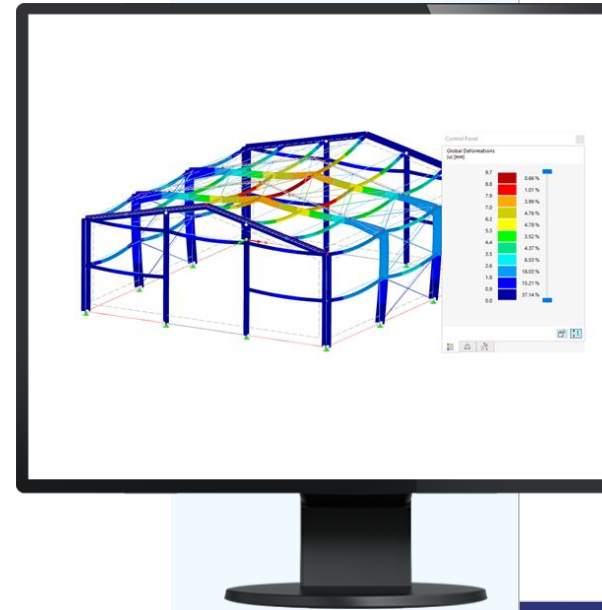 Control Panel
Global Deformations
|u| [mm]
9.7
8.8 0.66 %
7.9 1.01 %
7.0 3.99 %
6.2 4.76 %
5.3 4.78 %
4.4 3.52 %
3.5 4.37 %
2.6 6.53 %
1.8 18.03 %
0.9 15.21 %
0.0 37.14 %